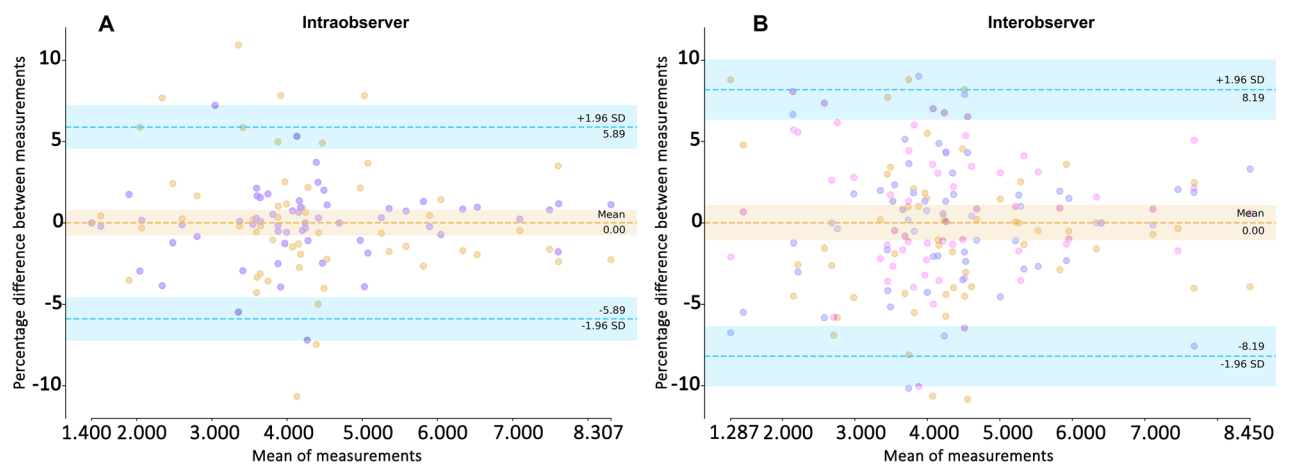 A
Intraobserver
Percentage difference between measurements
10
5
0
-5
-10
+1.96 SD
5.89
Mean
0.00
-5.89
-1.96 SD
1.400 2.000 3.000 4.000 5.000 6.000 7.000 8.307
Mean of measurements
B
Interobserver
Percentage difference between measurements
10
5
0
-5
-10
+1.96 SD
8.19
Mean
0.00
-8.19
-1.96 SD
1.287 2.000 3.000 4.000 5.000 6.000 7.000 8.450
Mean of measurements